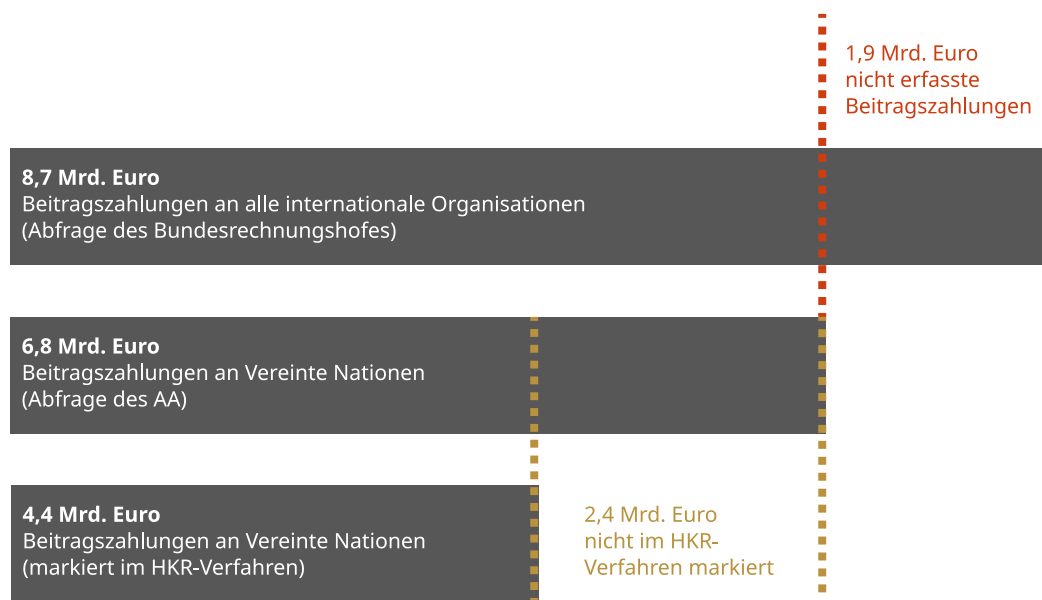 1,9 Mrd. Euro
nicht erfasste
Beitragszahlungen
8,7 Mrd. Euro
Beitragszahlungen an alle internationale Organisationen
(Abfrage des Bundesrechnungshofes)
6,8 Mrd. Euro
Beitragszahlungen an Vereinte Nationen
(Abfrage des AA)
4,4 Mrd. Euro
Beitragszahlungen an Vereinte Nationen
(markiert im HKR-Verfahren)
2,4 Mrd. Euro
nicht im HKR-
Verfahren markiert